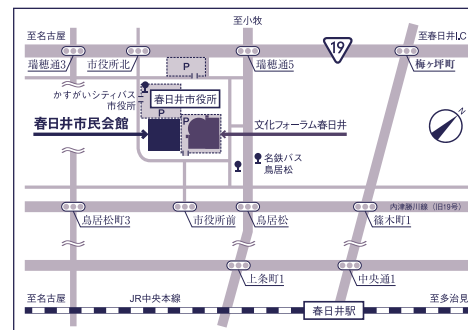 至小牧
至名古屋
19
至春日井I.C
瑞穂通3
市役所北
P
瑞穂通5
梅ヶ坪町
かすがいシティバス
市役所
春日井市役所
P
春日井市民会館
P
文化フォーラム春日井
名鉄バス
鳥居松
内津勝川線（旧19号）
鳥居松町3
市役所前
鳥居松
篠木町1
上条町1
中央通1
至名古屋
JR中央本線
春日井駅
至多治見